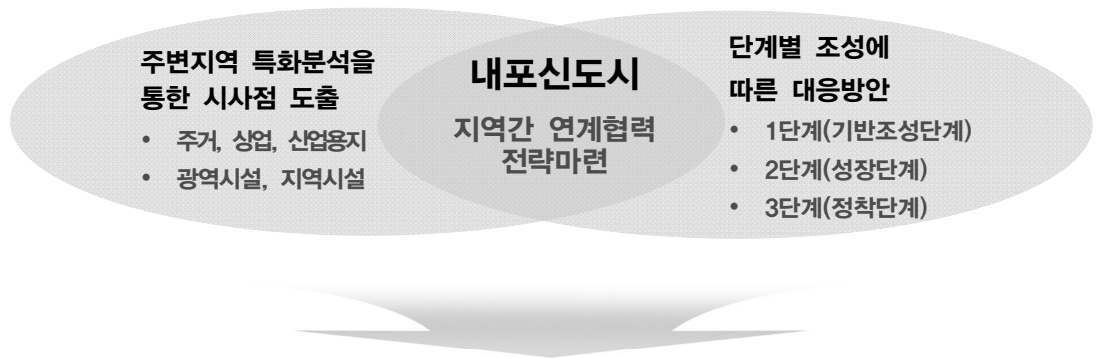 주변지역 특화분석을
통한 시사점 도출
• 주거, 상업, 산업용지
• 광역시설, 지역시설
내포신도시
지역간 연계협력
전략마련
단계별 조성에
따른 대응방안
• 1단계(기반조성단계)
• 2단계(성장단계)
• 3단계(정착단계)